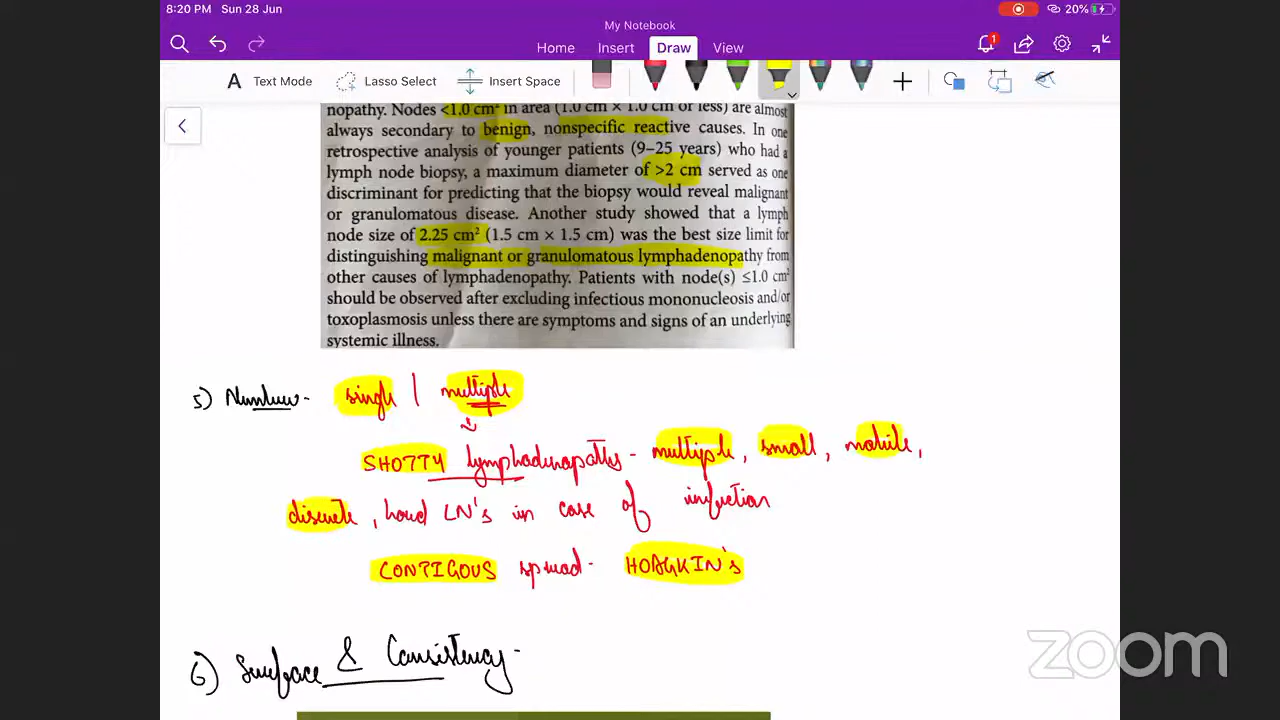 8:20 PM Sun 28 Jun
20%
My Notebook
Home Insert Draw View
1
A Text Mode Lasso Select Insert Space
nopathy. Nodes <1.0 cm² in area (1.0 cm × 1.0 cm or less) are almost
always secondary to benign, nonspecific reactive causes. In one
retrospective analysis of younger patients (9–25 years) who had a
lymph node biopsy, a maximum diameter of >2 cm served as one
discriminant for predicting that the biopsy would reveal malignant
or granulomatous disease. Another study showed that a lymph
node size of 2.25 cm² (1.5 cm × 1.5 cm) was the best size limit for
distinguishing malignant or granulomatous lymphadenopathy from
other causes of lymphadenopathy. Patients with node(s) ≤1.0 cm²
should be observed after excluding infectious mononucleosis and/or
toxoplasmosis unless there are symptoms and signs of an underlying
systemic illness.
5) Number - single | multiple
SHOTTY lymphadenopathy - multiple, small, mobile,
discrete, hard LN's in case of infection
CONTIGOUS spread - HODGKIN's
6) Surface & Consistency -
zoom